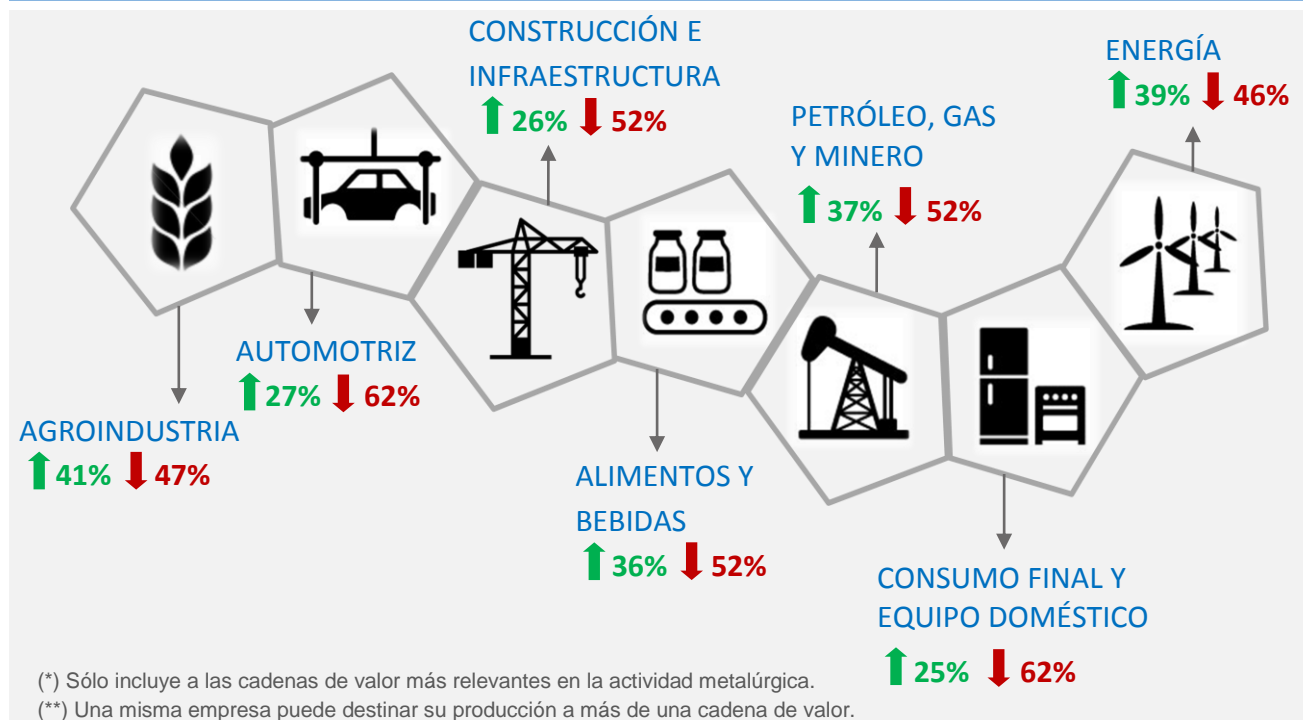 CONSTRUCCIÓN E
INFRAESTRUCTURA
26% 52%
ENERGÍA
39% 46%
PETRÓLEO, GAS
Y MINERO
37% 52%
AUTOMOTRIZ
27% 62%
AGROINDUSTRIA
41% 47%
ALIMENTOS Y
BEBIDAS
36% 52%
CONSUMO FINAL Y
EQUIPO DOMÉSTICO
25% 62%
(*) Sólo incluye a las cadenas de valor más relevantes en la actividad metalúrgica.
(**) Una misma empresa puede destinar su producción a más de una cadena de valor.